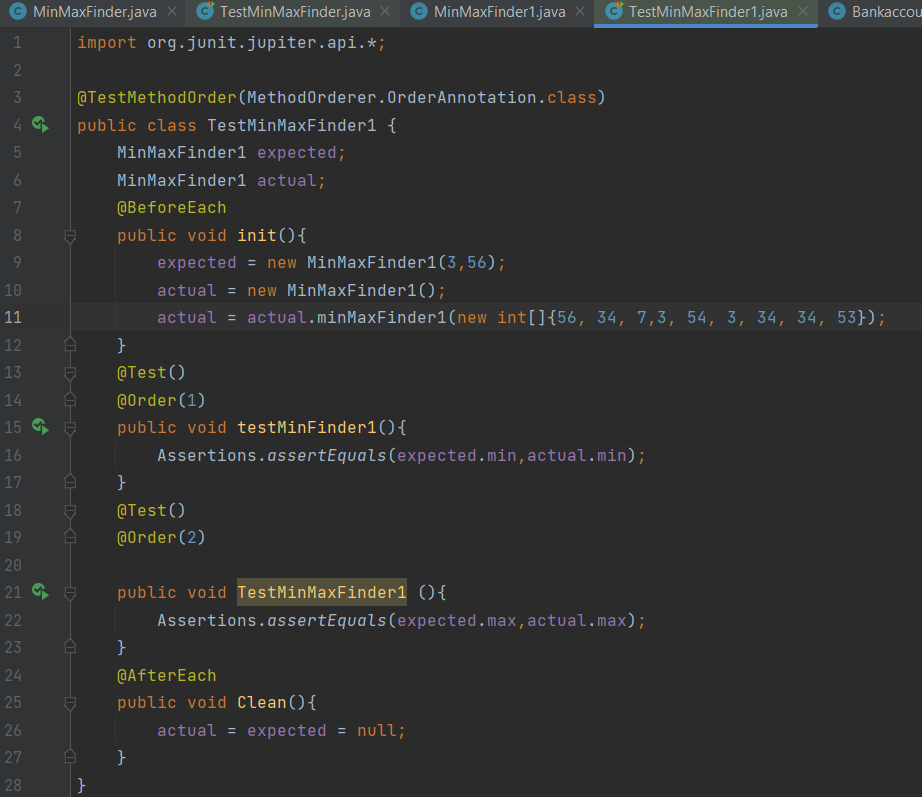 MinMaxFinder.java × TestMinMaxFinder.java × MinMaxFinder1.java × TestMinMaxFinder1.java × Bankaccou
1 import org.junit.jupiter.api.*;
2
3 @TestMethodOrder(MethodOrderer.OrderAnnotation.class)
4 public class TestMinMaxFinder1 {
5 MinMaxFinder1 expected;
6 MinMaxFinder1 actual;
7 @BeforeEach
8 public void init(){
9 expected = new MinMaxFinder1(3,56);
10 actual = new MinMaxFinder1();
11 actual = actual.minMaxFinder1(new int[]{56, 34, 7,3, 54, 3, 34, 34, 53});
12 }
13 @Test()
14 @Order(1)
15 public void testMinFinder1(){
16 Assertions.assertEquals(expected.min,actual.min);
17 }
18 @Test()
19 @Order(2)
20
21 public void TestMinMaxFinder1 (){
22 Assertions.assertEquals(expected.max,actual.max);
23 }
24 @AfterEach
25 public void Clean(){
26 actual = expected = null;
27 }
28 }